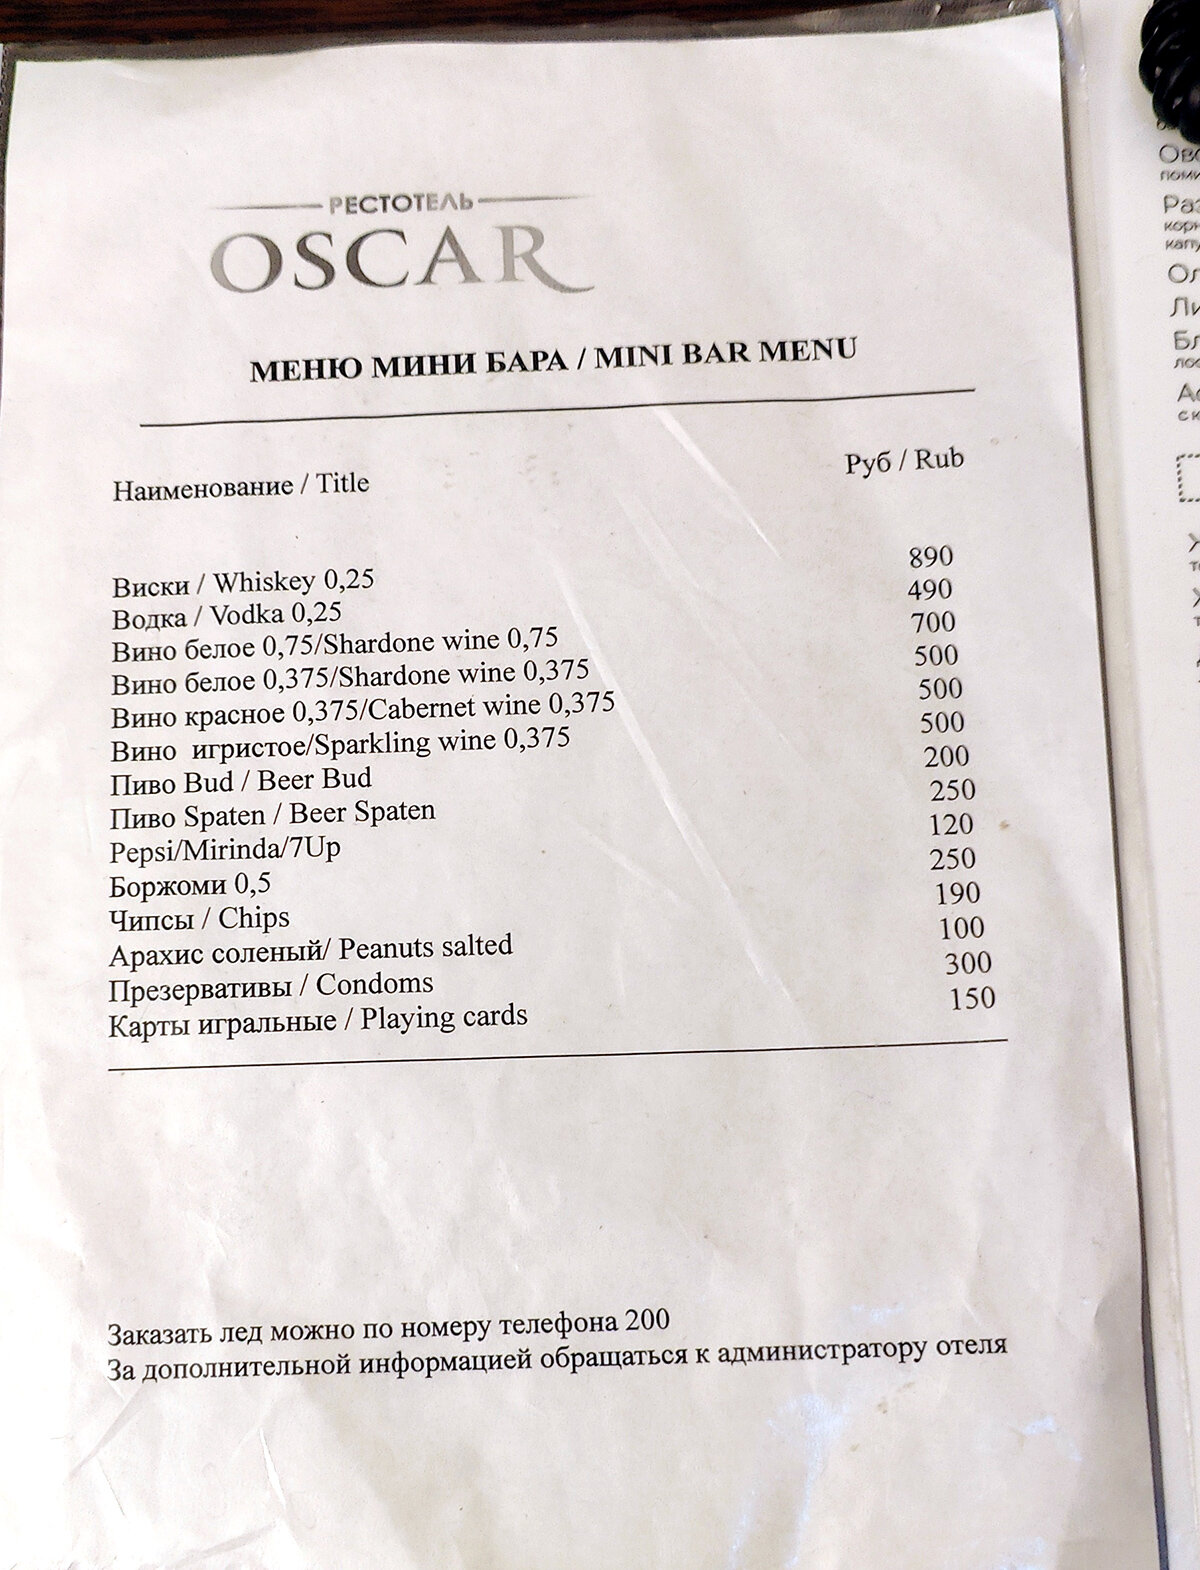 РЕСТОТЕЛЬ
OSCAR
МЕНЮ МИНИ БАРА / MINI BAR MENU
Наименование / Title Руб / Rub
Виски / Whiskey 0,25 890
Водка / Vodka 0,25 490
Вино белое 0,75/Shardone wine 0,75 700
Вино белое 0,375/Shardone wine 0,375 500
Вино красное 0,375/Cabernet wine 0,375 500
Вино игристое/Sparkling wine 0,375 500
Пиво Bud / Beer Bud 200
Пиво Spaten / Beer Spaten 250
Pepsi/Mirinda/7Up 120
Боржоми 0,5 250
Чипсы / Chips 190
Арахис соленый/ Peanuts salted 100
Презервативы / Condoms 300
Карты игральные / Playing cards 150
Заказать лед можно по номеру телефона 200
За дополнительной информацией обращаться к администратору отеля